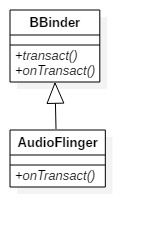 BBinder
+transact()
+onTransact()
AudioFlinger
+onTransact()